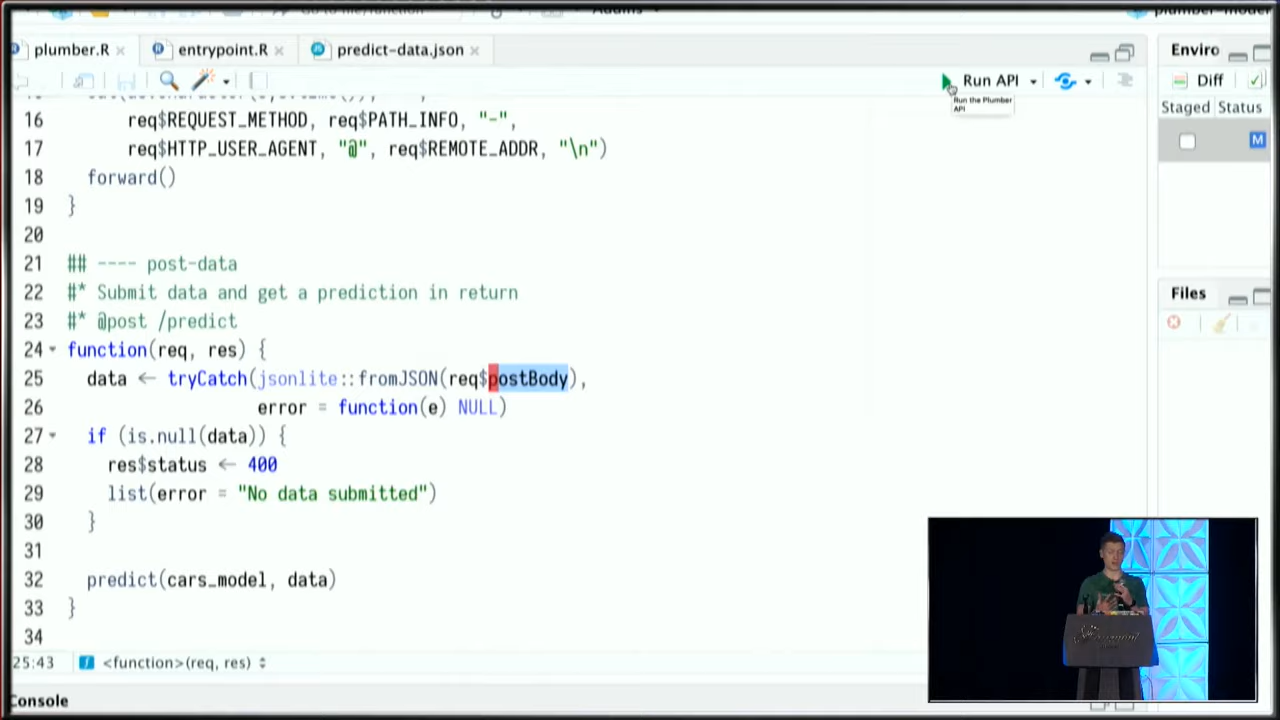 plumber.R × entrypoint.R × predict-data.json × Enviro
Run API Diff
Run the Plumber
API
Staged Status
M
16 req$REQUEST_METHOD, req$PATH_INFO, "-",
17 req$HTTP_USER_AGENT, "@", req$REMOTE_ADDR, "\n")
18 forward()
19 }
20
21 ## ---- post-data
22 #* Submit data and get a prediction in return
23 #* @post /predict
24 function(req, res) {
25 data <- tryCatch(jsonlite::fromJSON(req$postBody),
26 error = function(e) NULL)
27 if (is.null(data)) {
28 res$status <- 400
29 list(error = "No data submitted")
30 }
31
32 predict(cars_model, data)
33 }
34
Files
25:43 <function>(req, res)
Console